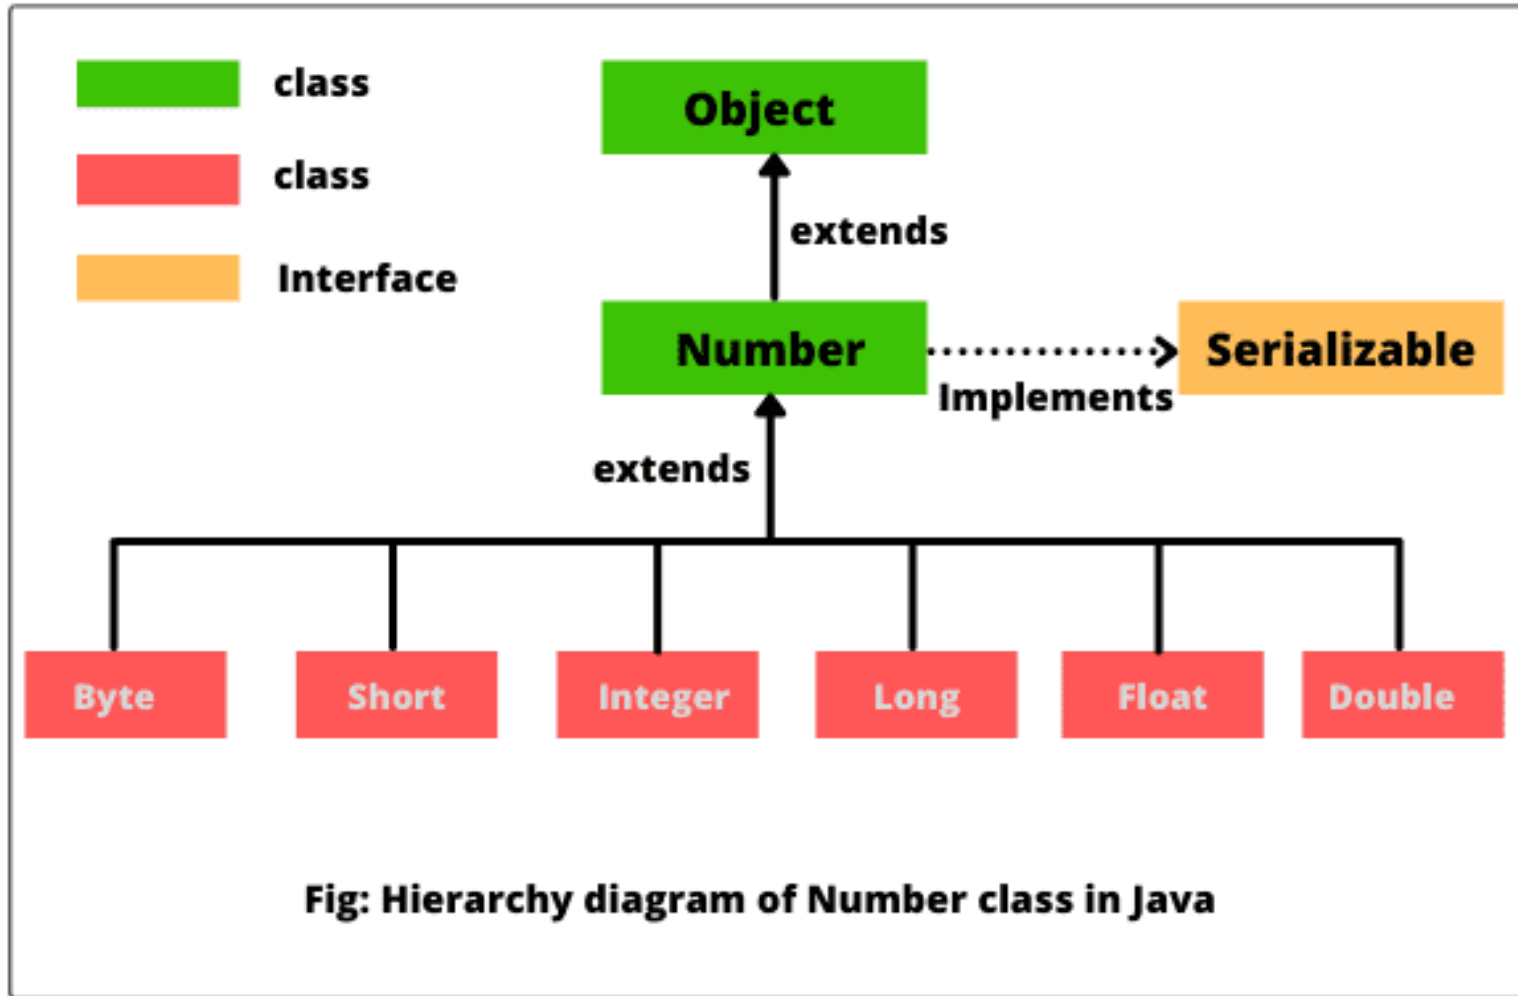 class
Object
class
extends
Interface
Number
Serializable
Implements
extends
Byte
Short
Integer
Long
Float
Double
Fig: Hierarchy diagram of Number class in Java